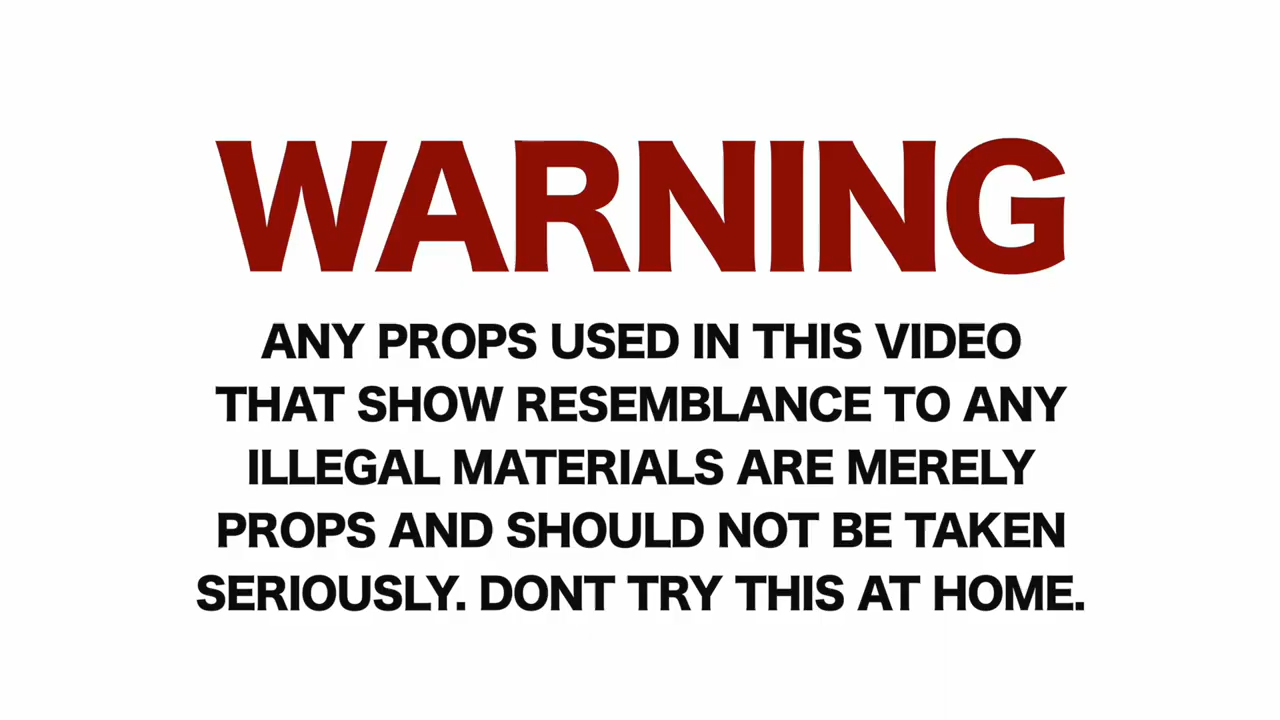 WARNING
ANY PROPS USED IN THIS VIDEO
THAT SHOW RESEMBLANCE TO ANY
ILLEGAL MATERIALS ARE MERELY
PROPS AND SHOULD NOT BE TAKEN
SERIOUSLY. DONT TRY THIS AT HOME.